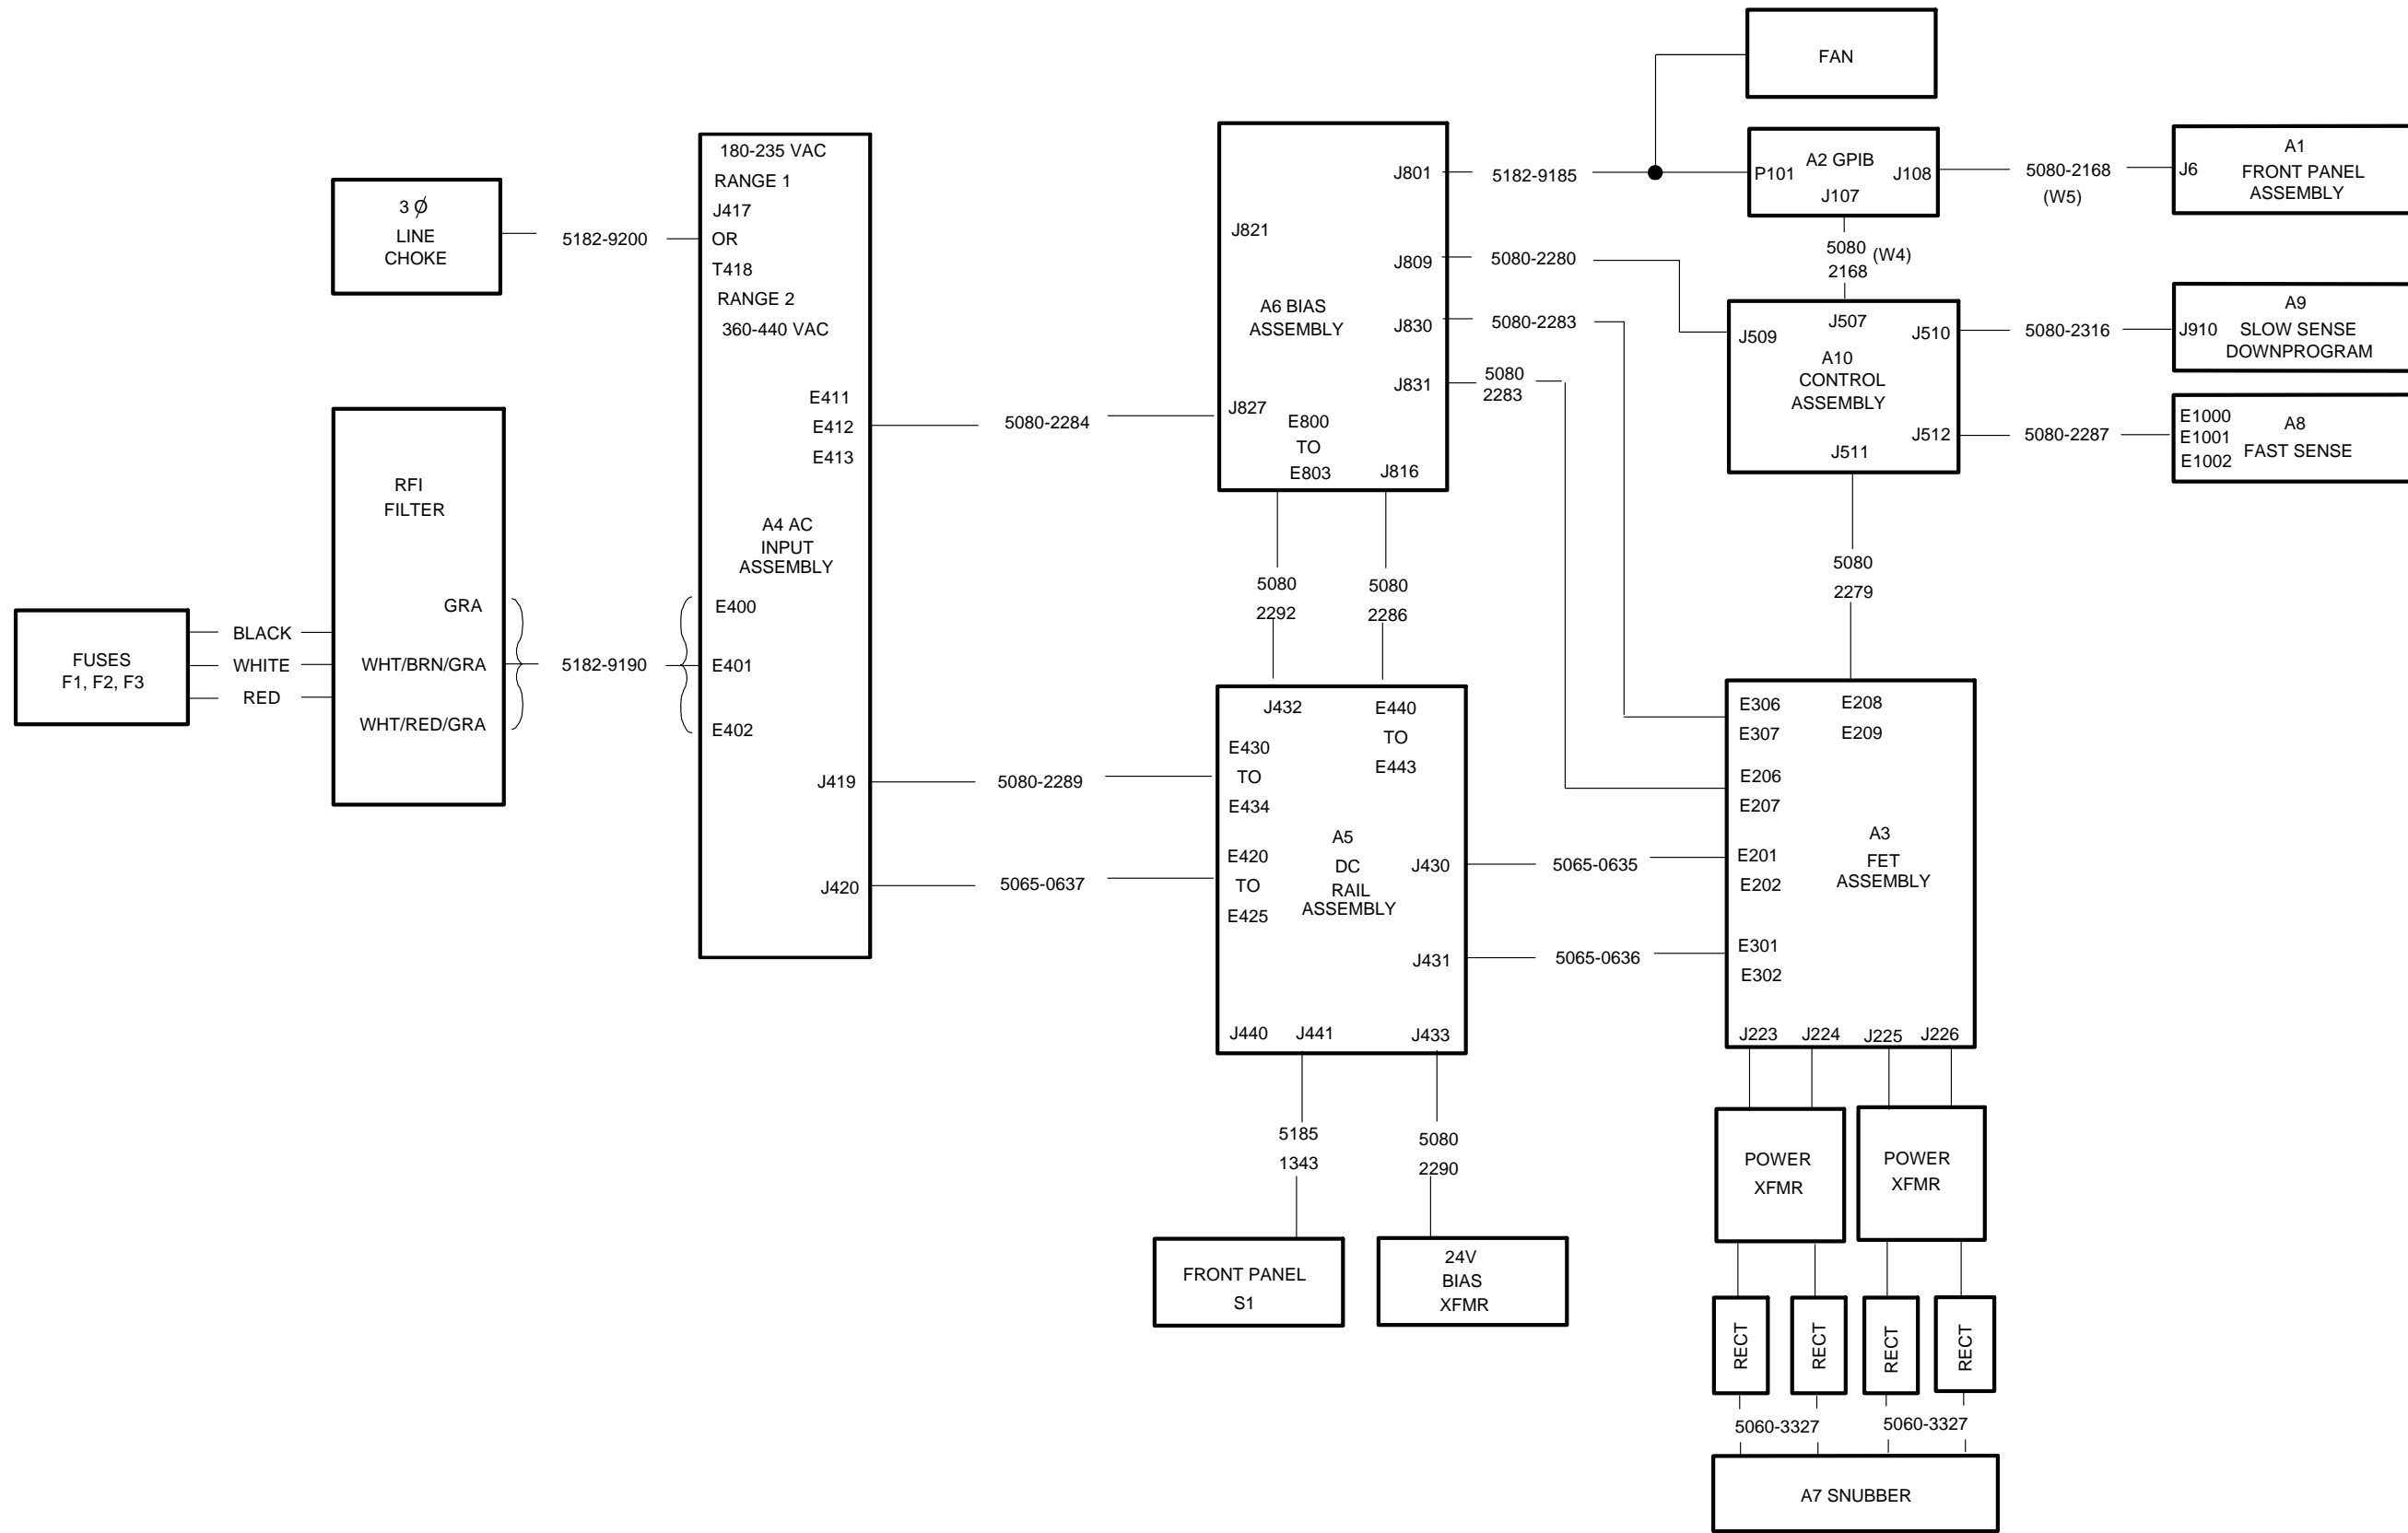 FAN
A2 GPIB
P101
J108
J107
5080-2168
(W5)
A1
J6
FRONT PANEL
ASSEMBLY
180-235 VAC
RANGE 1
J417
OR
T418
RANGE 2
360-440 VAC
E411
E412
E413
A4 AC
INPUT
ASSEMBLY
E400
E401
E402
J419
J420
3 Ø
LINE
CHOKE
5182-9200
RFI
FILTER
GRA
WHT/BRN/GRA
WHT/RED/GRA
5182-9190
FUSES
F1, F2, F3
BLACK
WHITE
RED
5080-2284
5080-2289
5065-0637
J801
J821
J809
A6 BIAS
ASSEMBLY
J830
J831
J827
E800
TO
E803
J816
5182-9185
5080-2280
5080-2283
5080
2283
5080
2168
(W4)
J507
J509
J510
A10
CONTROL
ASSEMBLY
J512
J511
5080-2316
A9
J910
SLOW SENSE
DOWNPROGRAM
5080-2287
E1000
E1001
E1002
A8
FAST SENSE
5080
2292
5080
2286
5080
2279
J432
E440
TO
E443
E430
TO
E434
E420
TO
E425
A5
DC
RAIL
ASSEMBLY
J430
J431
J440
J441
J433
5065-0635
5065-0636
E306
E307
E208
E209
E206
E207
E201
E202
A3
FET
ASSEMBLY
E301
E302
J223
J224
J225
J226
5185
1343
5080
2290
FRONT PANEL
S1
24V
BIAS
XFMR
POWER
XFMR
POWER
XFMR
RECT
RECT
RECT
RECT
5060-3327
5060-3327
A7 SNUBBER